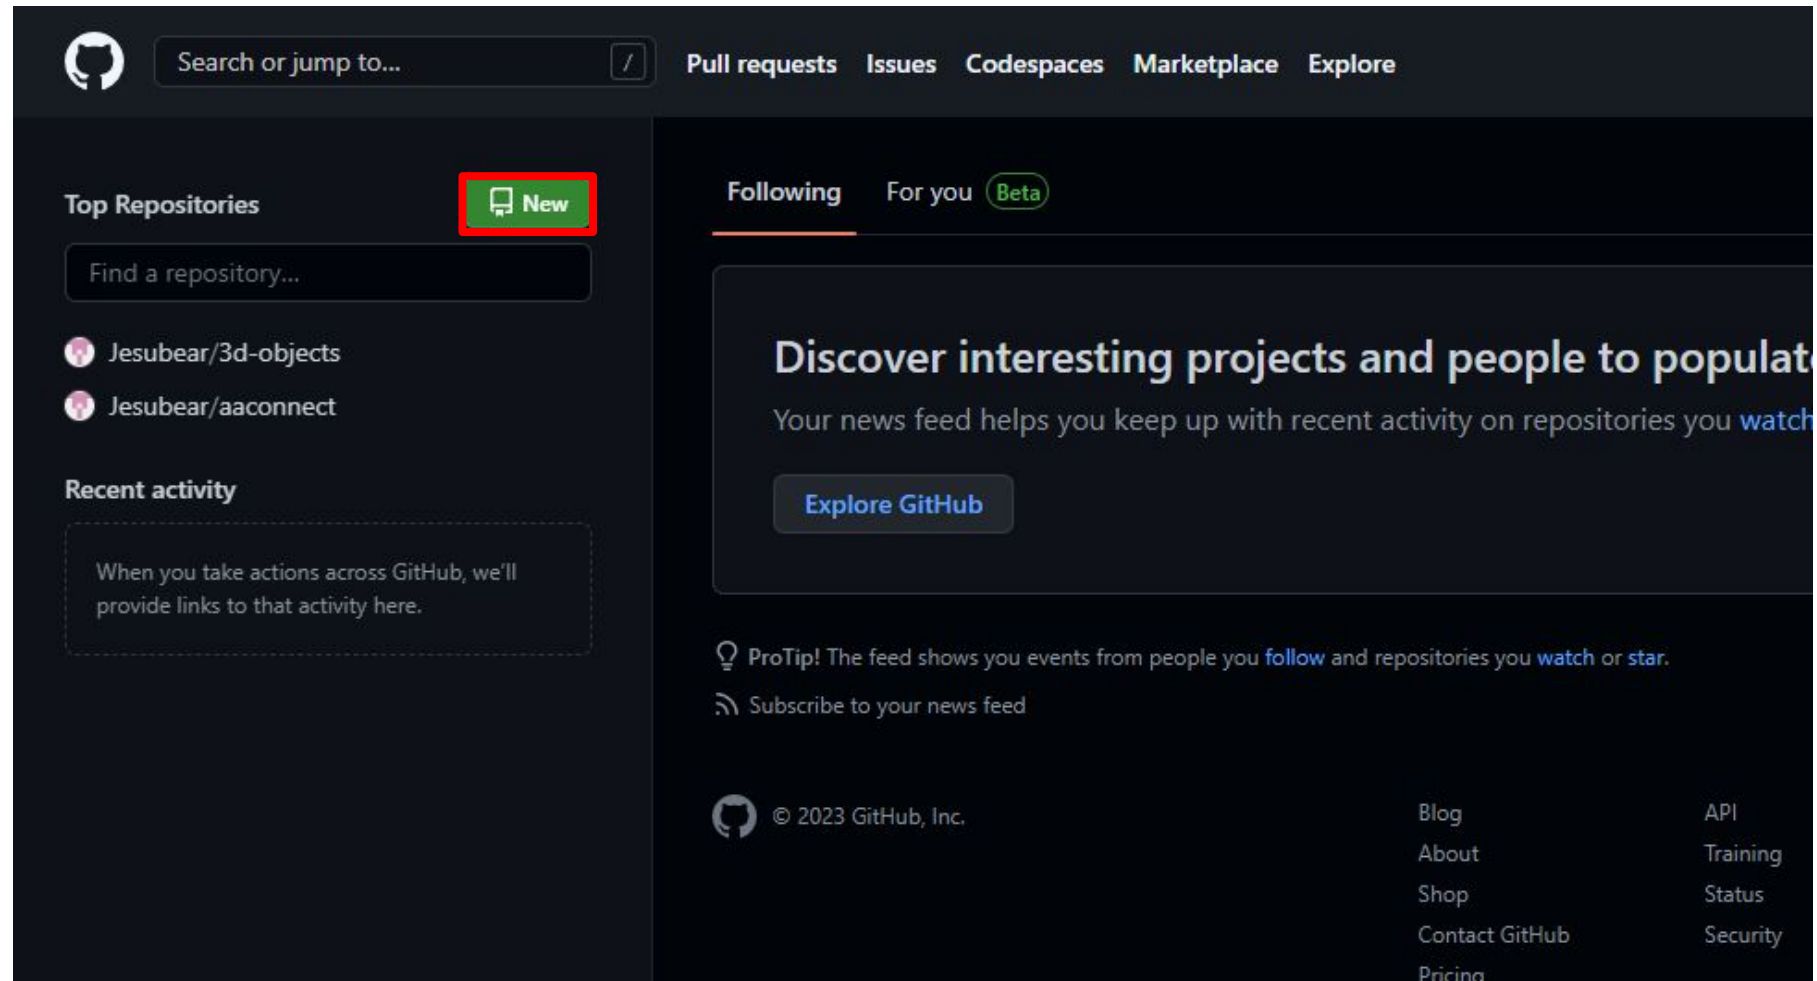 Search or jump to... /
Pull requests Issues Codespaces Marketplace Explore
Top Repositories
New
Find a repository...
Jesubear/3d-objects
Jesubear/aaconnect
Recent activity
When you take actions across GitHub, we'll
provide links to that activity here.
Following For you Beta
Discover interesting projects and people to populate
Your news feed helps you keep up with recent activity on repositories you watch
Explore GitHub
ProTip! The feed shows you events from people you follow and repositories you watch or star.
Subscribe to your news feed
© 2023 GitHub, Inc.
Blog
About
Shop
Contact GitHub
Pricing
API
Training
Status
Security